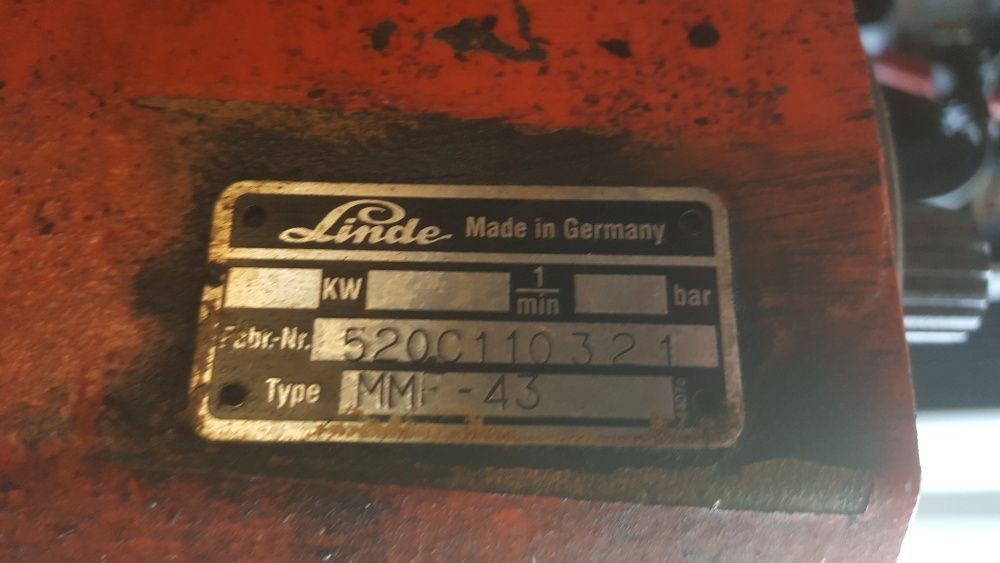 Linde Made in Germany
KW 1/min bar
Fabr.-Nr. 520C110321
Type MMF-43